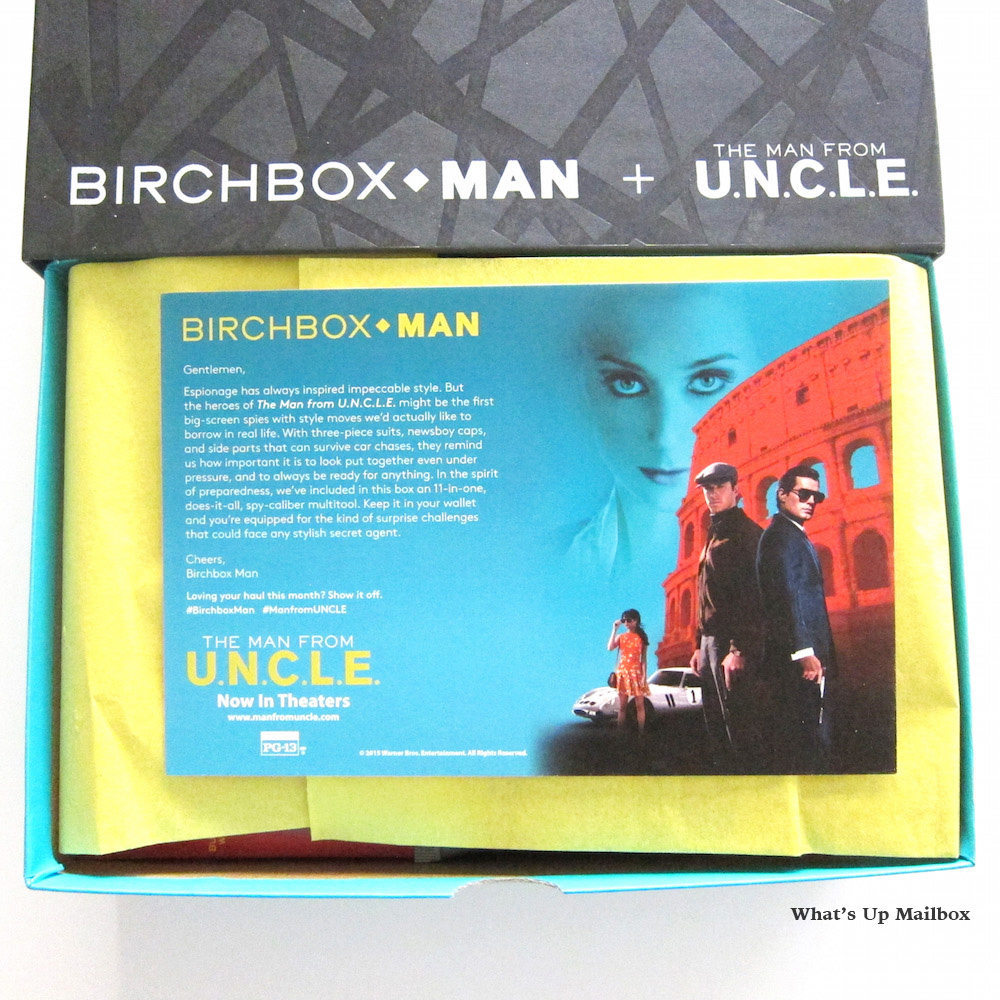 BIRCHBOX◆MAN + THE MAN FROM U.N.C.L.E.
BIRCHBOX◆MAN
Gentlemen,
Espionage has always inspired impeccable style. But
the heroes of The Man from U.N.C.L.E. might be the first
big-screen spies with style moves we'd actually like to
borrow in real life. With three-piece suits, newsboy caps,
and side parts that can survive car chases, they remind
us how important it is to look put together even under
pressure, and to always be ready for anything. In the spirit
of preparedness, we've included in this box an 11-in-one,
does-it-all, spy-caliber multitool. Keep it in your wallet
and you're equipped for the kind of surprise challenges
that could face any stylish secret agent.
Cheers,
Birchbox Man
Loving your haul this month? Show it off.
#BirchboxMan #ManfromUNCLE
THE MAN FROM
U.N.C.L.E.
Now In Theaters
www.manfromuncle.com
PG-13
© 2015 Warner Bros. Entertainment. All Rights Reserved.
1
What's Up Mailbox